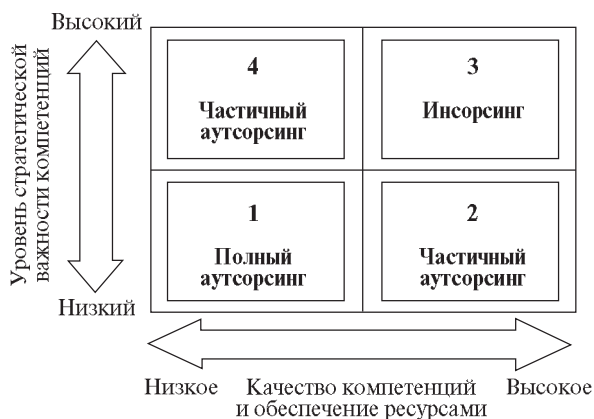 Высокий
Уровень стратегической
важности компетенций
Низкий
4
Частичный
аутсорсинг
3
Инсорсинг
1
Полный
аутсорсинг
2
Частичный
аутсорсинг
Низкое
Качество компетенций
и обеспечение ресурсами
Высокое